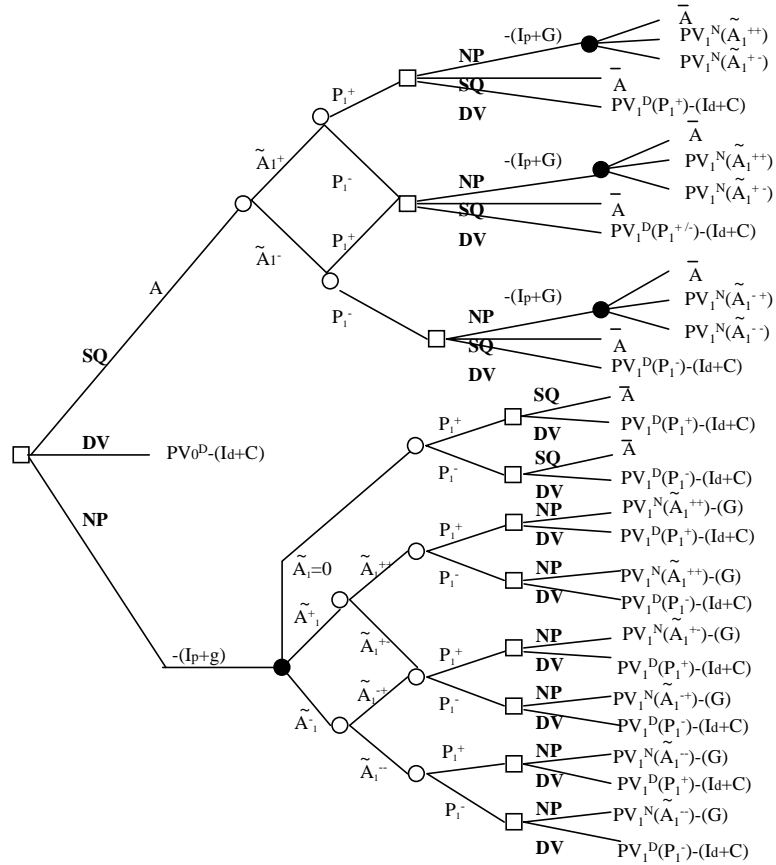 A̅
-(Ip+G)
PV₁ᴺ(Ã₁⁺⁺)
NP
PV₁ᴺ(Ã₁⁺⁻)
P₁⁺
SQ
A̅
DV
PV₁ᴰ(P₁⁺)-(Id+C)
A̅
Ã₁⁺
-(Ip+G)
PV₁ᴺ(Ã₁⁺⁺)
P₁⁻
NP
PV₁ᴺ(Ã₁⁺⁻)
SQ
A̅
P₁⁺
DV
PV₁ᴰ(P₁⁺/⁻)-(Id+C)
Ã₁⁻
A̅
-(Ip+G)
A
PV₁ᴺ(Ã₁⁻⁺)
P₁⁻
NP
PV₁ᴺ(Ã₁⁻⁻)
SQ
A̅
SQ
DV
PV₁ᴰ(P₁⁻)-(Id+C)
SQ
A̅
P₁⁺
DV
PV₁ᴰ(P₁⁺)-(Id+C)
DV
PV₀ᴰ-(Id+C)
P₁⁻
SQ
A̅
DV
PV₁ᴰ(P₁⁻)-(Id+C)
NP
NP
PV₁ᴺ(Ã₁⁺⁺)-(G)
P₁⁺
DV
PV₁ᴰ(P₁⁺)-(Id+C)
Ã₁=0
Ã₁⁺⁺
P₁⁻
NP
PV₁ᴺ(Ã₁⁺⁺)-(G)
DV
PV₁ᴰ(P₁⁻)-(Id+C)
Ã⁺₁
NP
PV₁ᴺ(Ã₁⁺⁻)-(G)
Ã₁⁺⁻
P₁⁺
-(Ip+g)
DV
PV₁ᴰ(P₁⁺)-(Id+C)
Ã₁⁻⁺
P₁⁻
NP
PV₁ᴺ(Ã₁⁻⁺)-(G)
Ã⁻₁
DV
PV₁ᴰ(P₁⁻)-(Id+C)
P₁⁺
NP
PV₁ᴺ(Ã₁⁻⁻)-(G)
Ã₁⁻⁻
DV
PV₁ᴰ(P₁⁺)-(Id+C)
P₁⁻
NP
PV₁ᴺ(Ã₁⁻⁻)-(G)
DV
PV₁ᴰ(P₁⁻)-(Id+C)